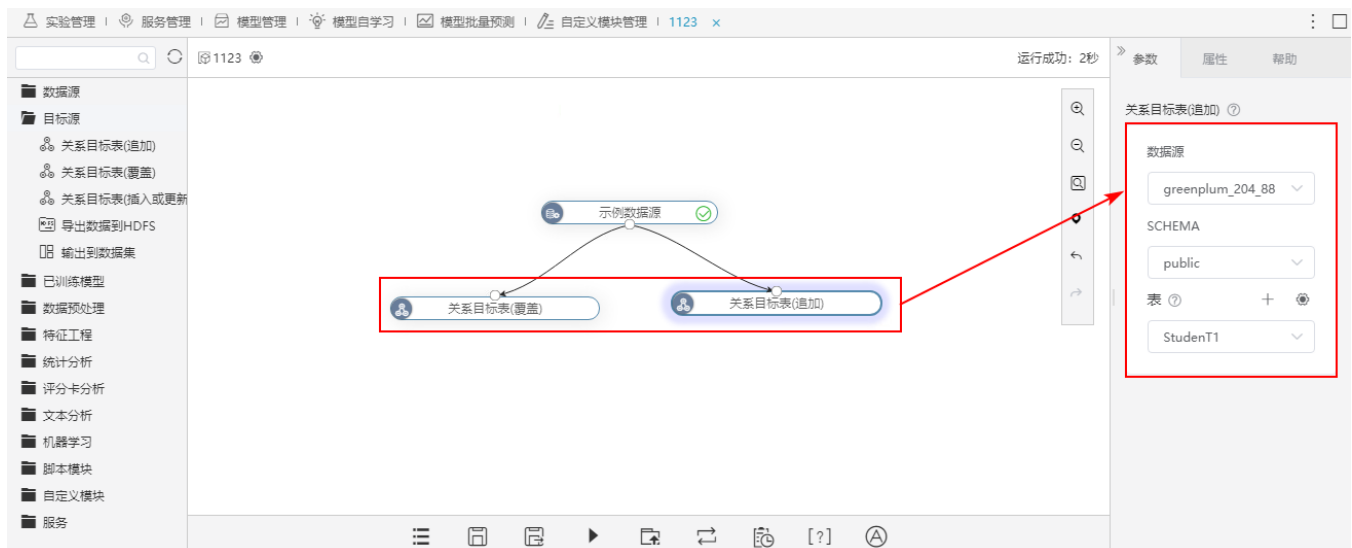 实验管理 服务管理 模型管理 模型自学习 模型批量预测 自定义模块管理 1123 ×
1123 运行成功：2秒
参数 属性 帮助
数据源
目标源
关系目标表(追加)
关系目标表(覆盖)
关系目标表(插入或更新
导出数据到HDFS
输出到数据集
已训练模型
数据预处理
特征工程
统计分析
评分卡分析
文本分析
机器学习
脚本模块
自定义模块
服务
示例数据源
关系目标表(覆盖)
关系目标表(追加)
关系目标表(追加)
数据源
greenplum_204_88
SCHEMA
public
表
StudenT1
[?]